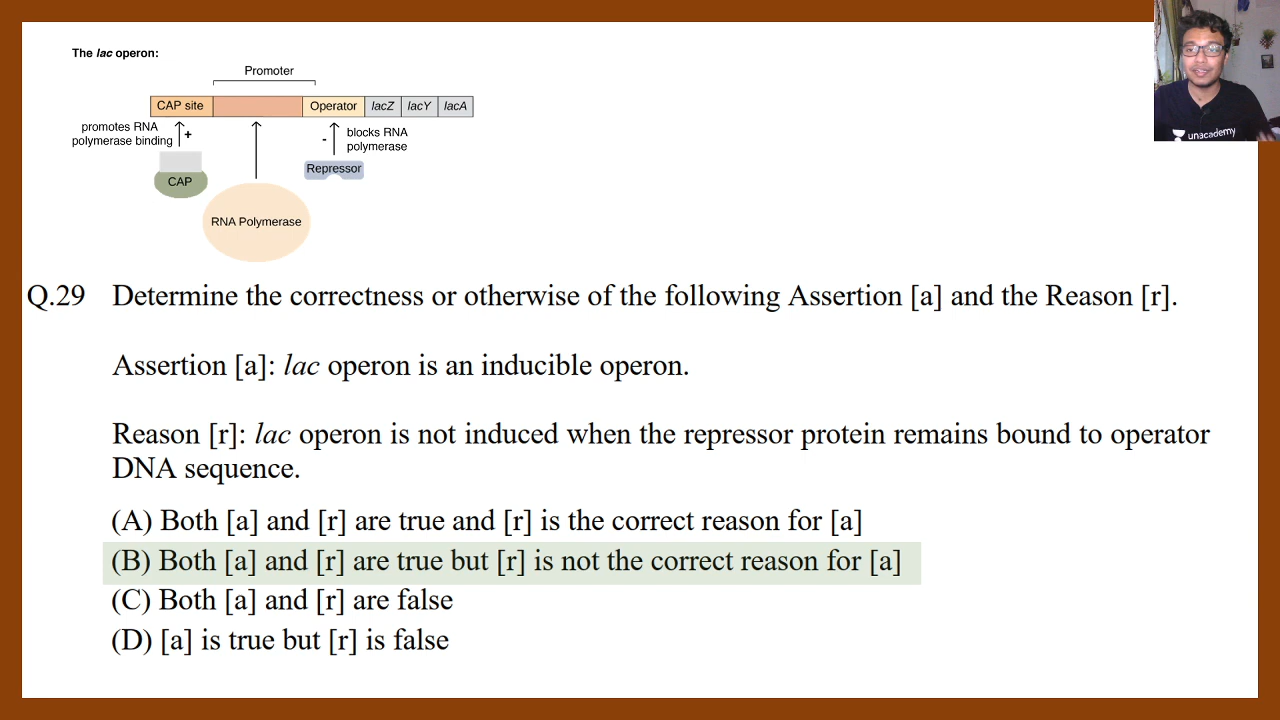 The lac operon:
Promoter
CAP site
Operator
lacZ
lacY
lacA
promotes RNA
polymerase binding
+
-
blocks RNA
polymerase
Repressor
CAP
RNA Polymerase
unacademy
Q.29 Determine the correctness or otherwise of the following Assertion [a] and the Reason [r].
Assertion [a]: lac operon is an inducible operon.
Reason [r]: lac operon is not induced when the repressor protein remains bound to operator
DNA sequence.
(A) Both [a] and [r] are true and [r] is the correct reason for [a]
(B) Both [a] and [r] are true but [r] is not the correct reason for [a]
(C) Both [a] and [r] are false
(D) [a] is true but [r] is false